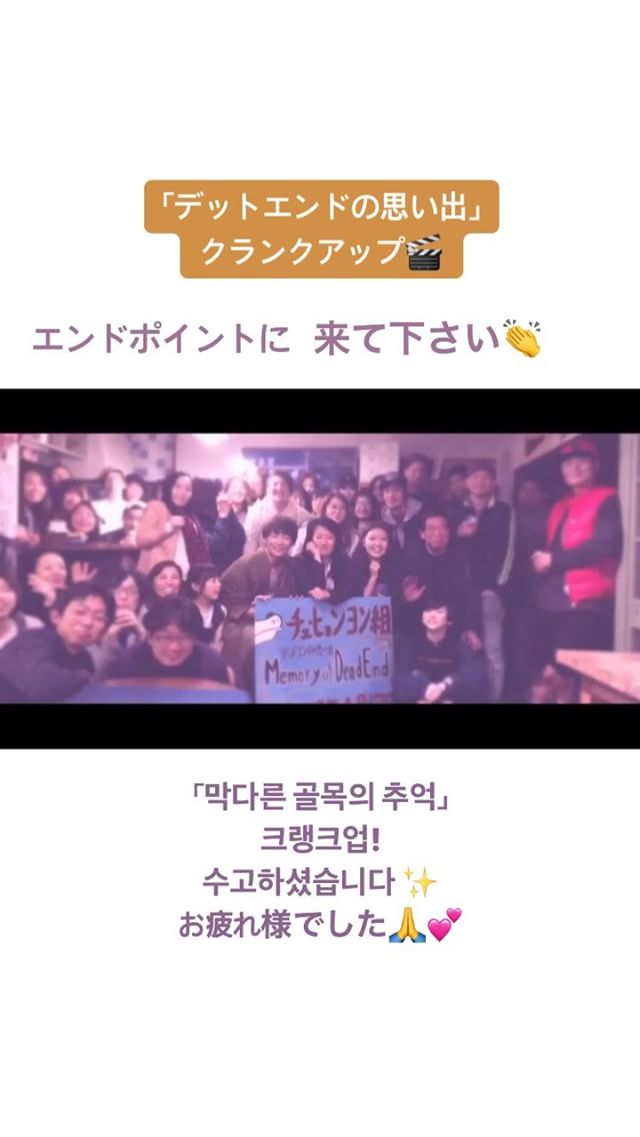 「デットエンドの思い出」
クランクアップ🎬
エンドポイントに 来て下さい👏
チェヒョンヨン組
Memory of DeadEnd
「막다른 골목의 추억」
크랭크업!
수고하셨습니다 ✨
お疲れ様でした🙏💕